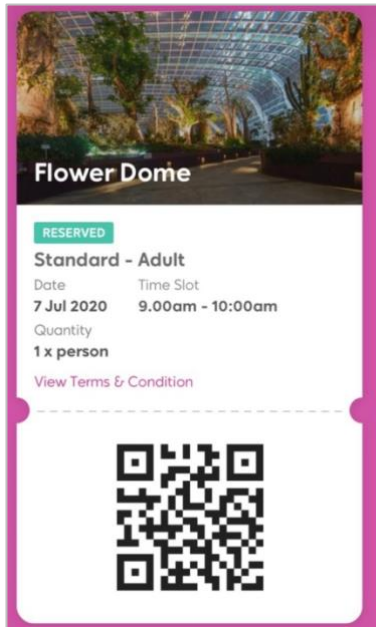 Flower Dome
RESERVED
Standard - Adult
Date Time Slot
7 Jul 2020 9.00am - 10:00am
Quantity
1 x person
View Terms & Condition